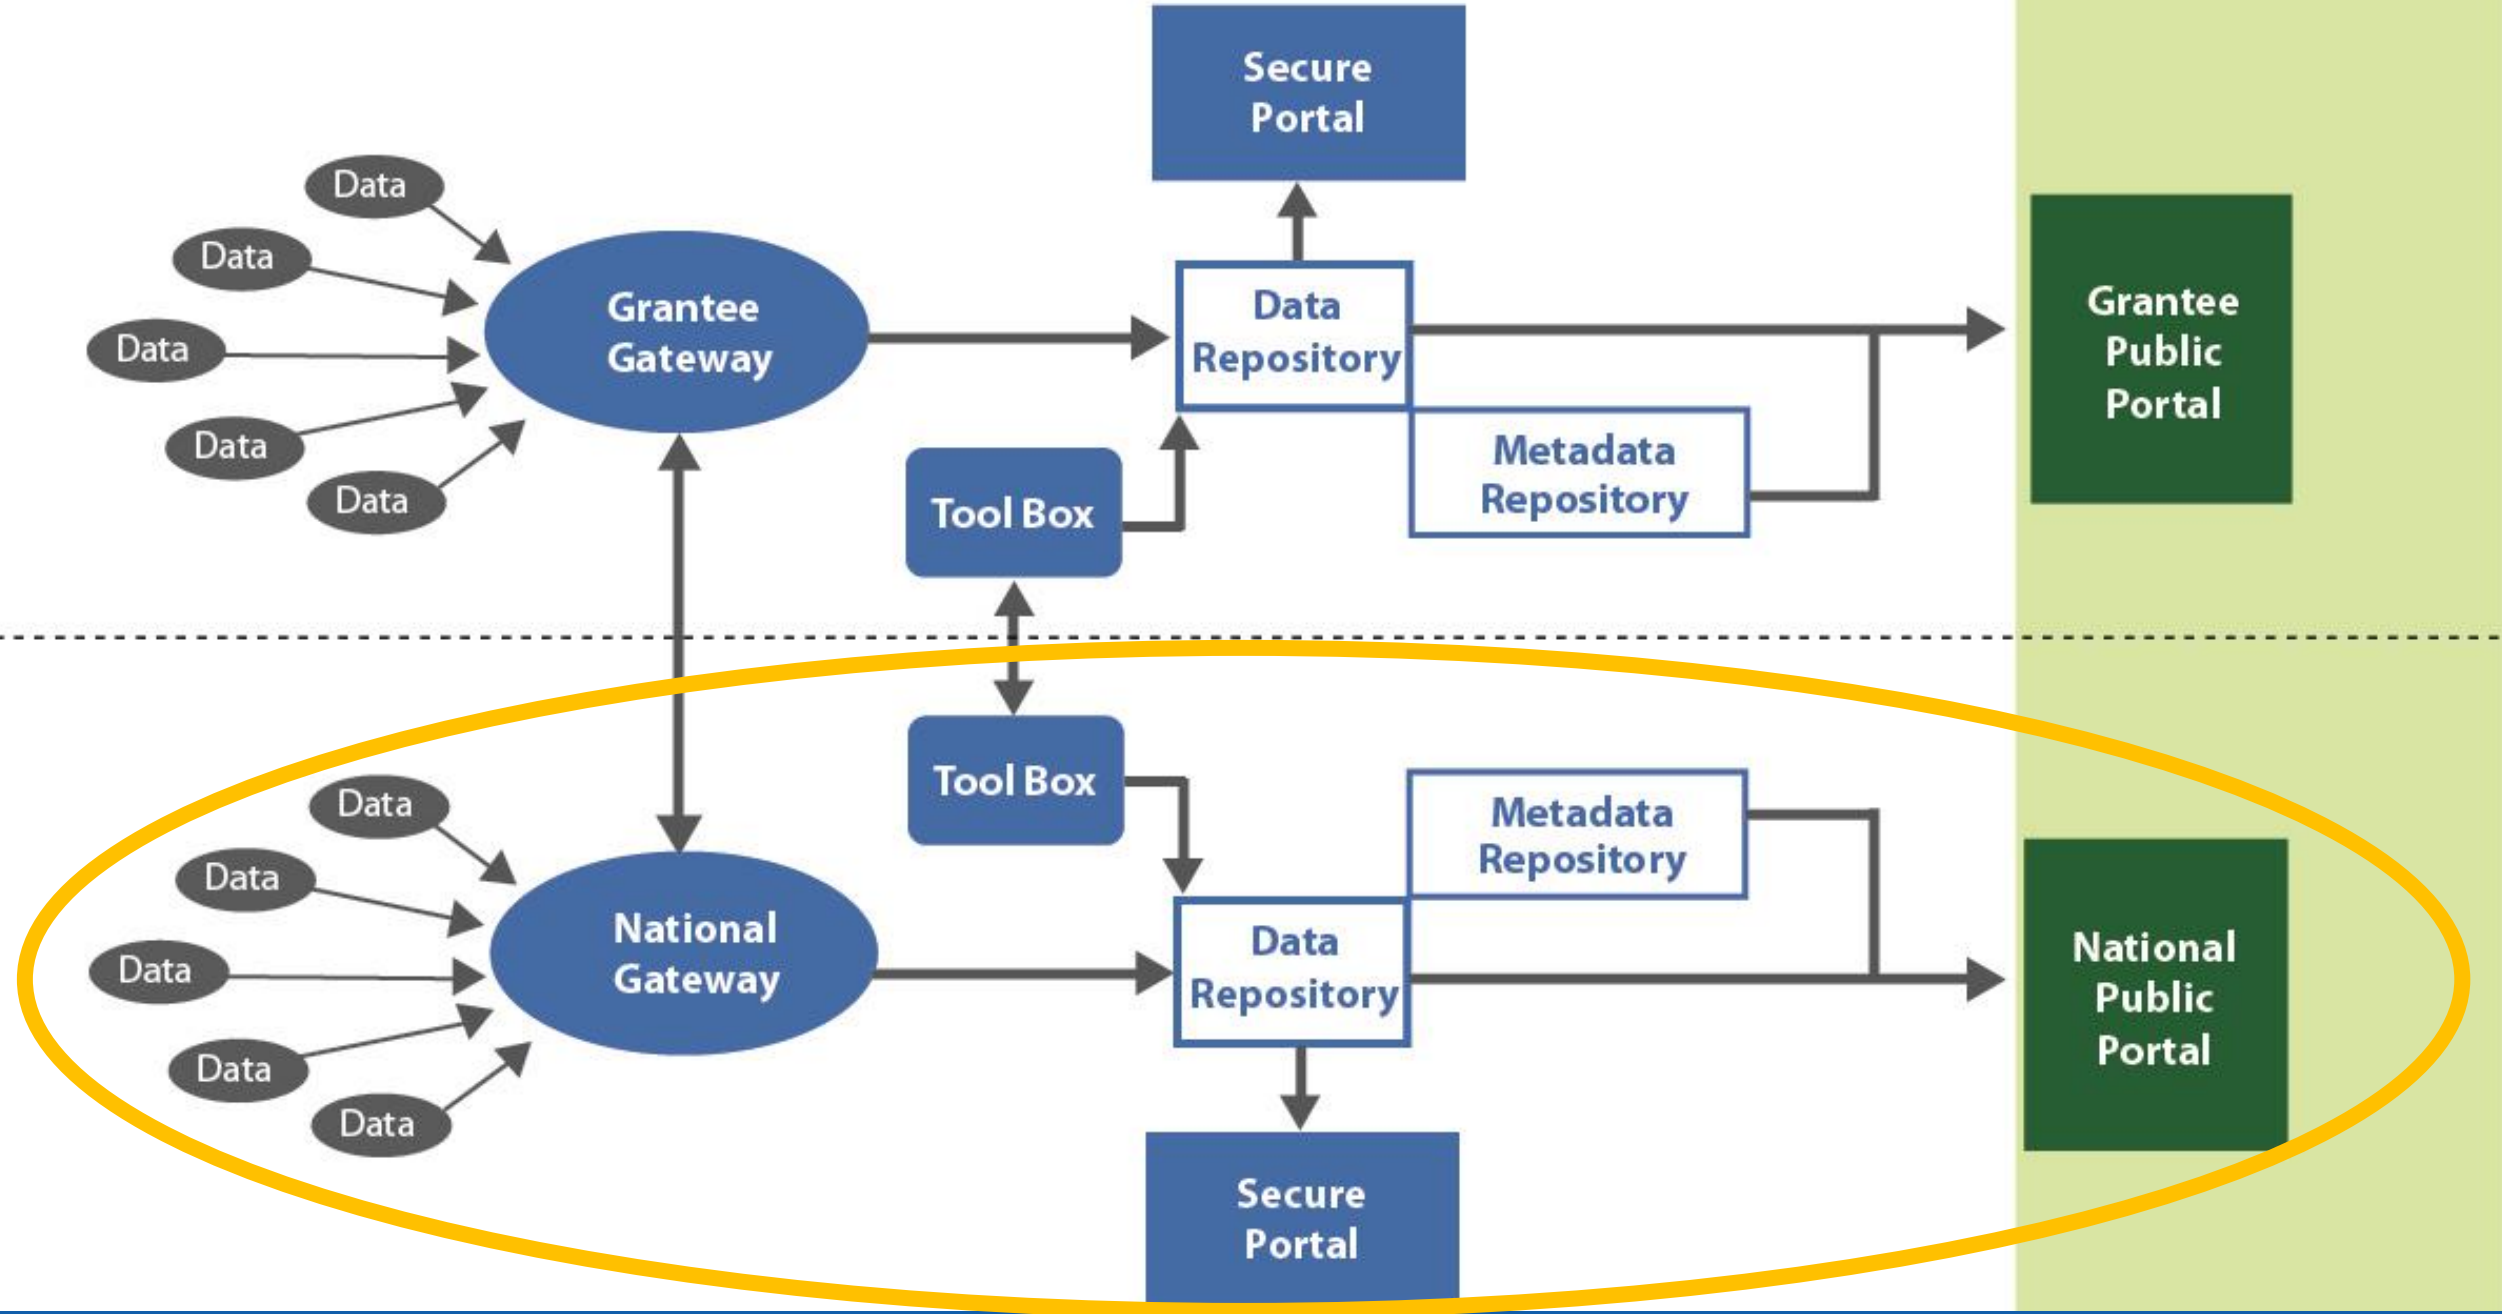 Secure
Portal
Data
Data
Data
Data
Data
Grantee
Gateway
Data
Repository
Metadata
Repository
Tool Box
Grantee
Public
Portal
Tool Box
Data
Data
Data
Data
Data
National
Gateway
Metadata
Repository
Data
Repository
National
Public
Portal
Secure
Portal